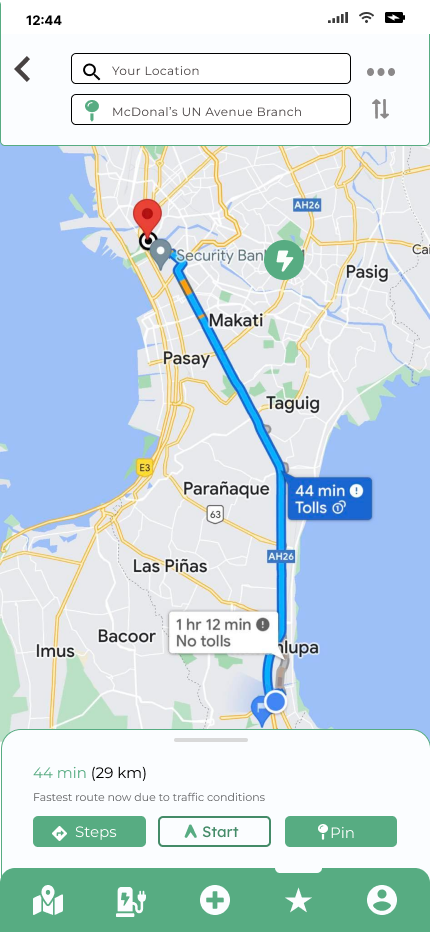 12:44
Your Location
McDonal's UN Avenue Branch
AH26
Security Ban
Pasig
Makati
Pasay
Taguig
E3
Parañaque
44 min
Tolls
63
AH26
Las Piñas
1 hr 12 min
No tolls
Bacoor
nlupa
Imus
44 min (29 km)
Fastest route now due to traffic conditions
Steps
Start
Pin